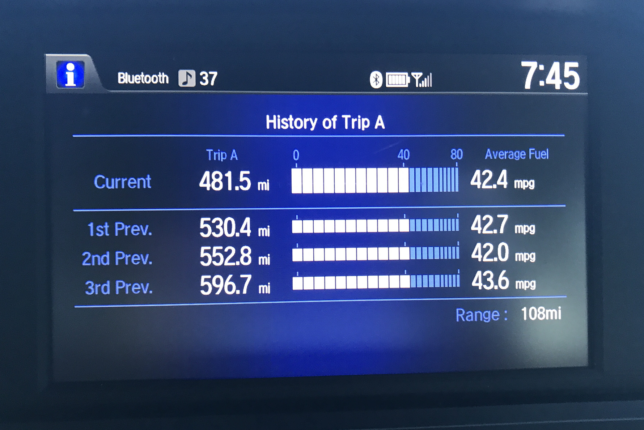 i Bluetooth 37 7:45
History of Trip A
Trip A 0 40 80 Average Fuel
Current 481.5 mi 42.4 mpg
1st Prev. 530.4 mi 42.7 mpg
2nd Prev. 552.8 mi 42.0 mpg
3rd Prev. 596.7 mi 43.6 mpg
Range : 108mi